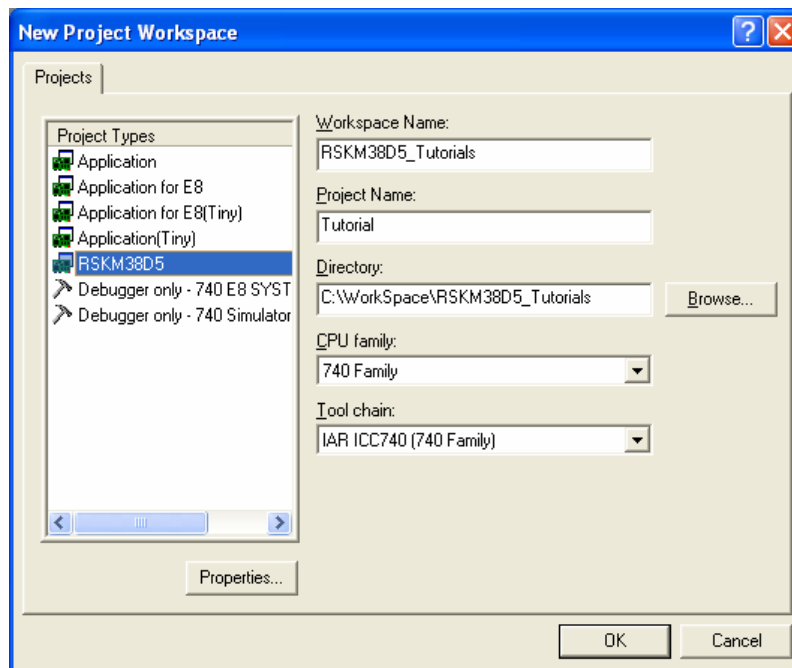 New Project Workspace
Projects
Project Types
Application
Application for E8
Application for E8(Tiny)
Application(Tiny)
RSKM38D5
Debugger only - 740 E8 SYST
Debugger only - 740 Simulator
Properties...
Workspace Name:
RSKM38D5_Tutorials
Project Name:
Tutorial
Directory:
C:\WorkSpace\RSKM38D5_Tutorials
Browse...
CPU family:
740 Family
Tool chain:
IAR ICC740 (740 Family)
OK
Cancel